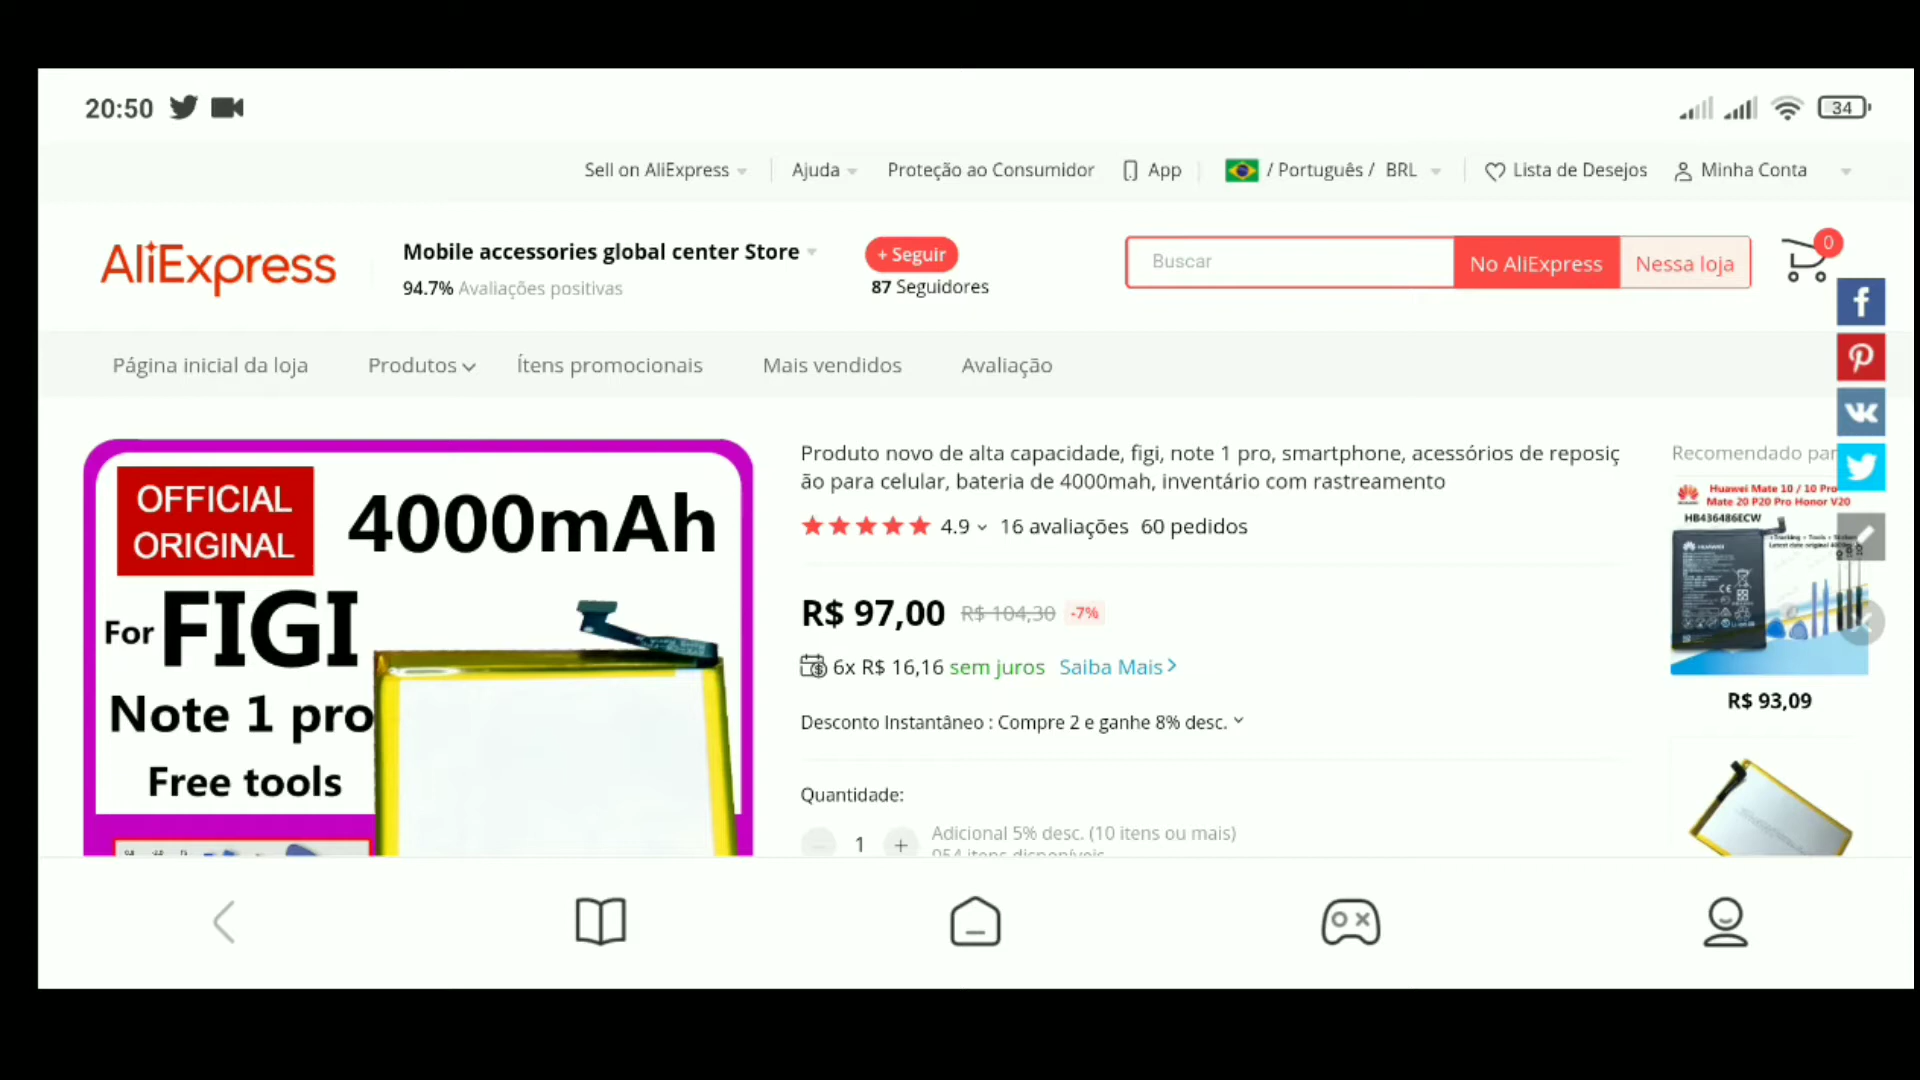 20:50
34
Sell on AliExpress
Ajuda
Proteção ao Consumidor
App
/ Português / BRL
Lista de Desejos
Minha Conta
AliExpress
Mobile accessories global center Store
94.7% Avaliações positivas
+ Seguir
87 Seguidores
Buscar
No AliExpress
Nessa loja
0
Página inicial da loja
Produtos
Ítens promocionais
Mais vendidos
Avaliação
OFFICIAL
ORIGINAL
4000mAh
For FIGI
Note 1 pro
Free tools
Produto novo de alta capacidade, figi, note 1 pro, smartphone, acessórios de reposiç
ão para celular, bateria de 4000mah, inventário com rastreamento
4.9
16 avaliações
60 pedidos
R$ 97,00
R$ 104,30
-7%
6x R$ 16,16 sem juros
Saiba Mais
Desconto Instantâneo : Compre 2 e ganhe 8% desc.
Quantidade:
1
+
Adicional 5% desc. (10 itens ou mais)
954 itens disponíveis
Recomendado par
Huawei Mate 10 / 10 Pro
Mate 20 P20 Pro Honor V20
HB436486ECW
HUAWEI
R$ 93,09